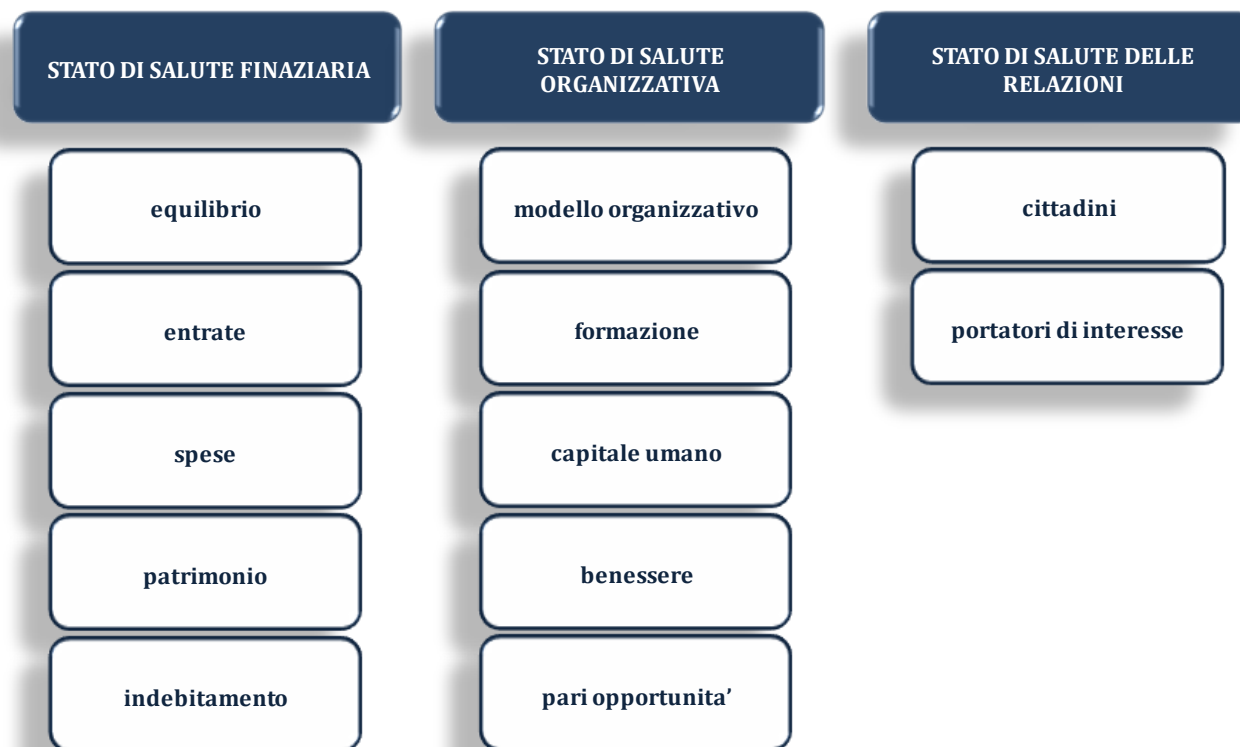 STATO DI SALUTE FINAZIARIA
equilibrio
entrate
spese
patrimonio
indebitamento
STATO DI SALUTE
ORGANIZZATIVA
modello organizzativo
formazione
capitale umano
benessere
pari opportunita’
STATO DI SALUTE DELLE
RELAZIONI
cittadini
portatori di interesse